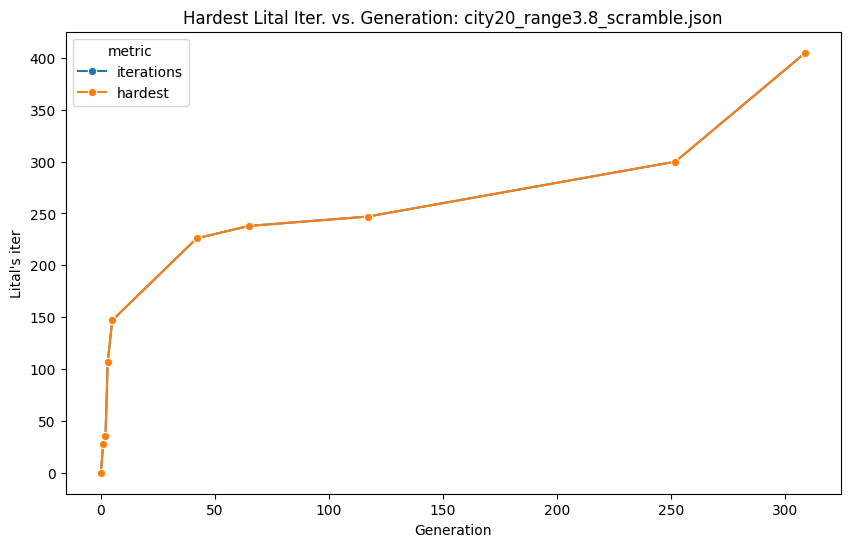 Hardest Lital Iter. vs. Generation: city20_range3.8_scramble.json
metric
iterations
hardest
400
350
300
250
200
150
100
50
0
Lital's iter
0 50 100 150 200 250 300
Generation